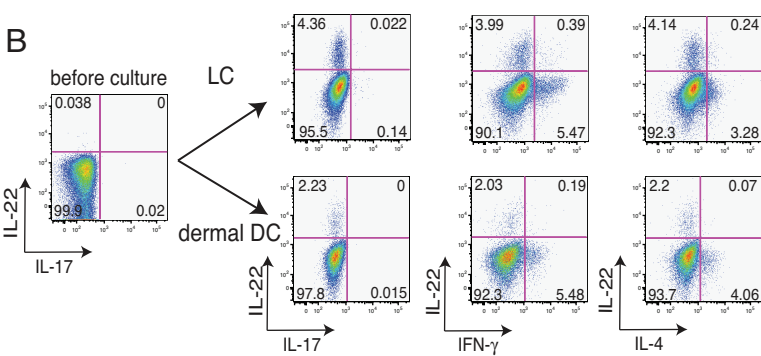 B
before culture
LC
dermal DC
0.038 0
99.9 0.02
IL-22
IL-17
4.36 0.022
95.5 0.14
3.99 0.39
90.1 5.47
4.14 0.24
92.3 3.28
2.23 0
97.8 0.015
IL-22
IL-17
2.03 0.19
92.3 5.48
IL-22
IFN-γ
2.2 0.07
93.7 4.06
IL-22
IL-4